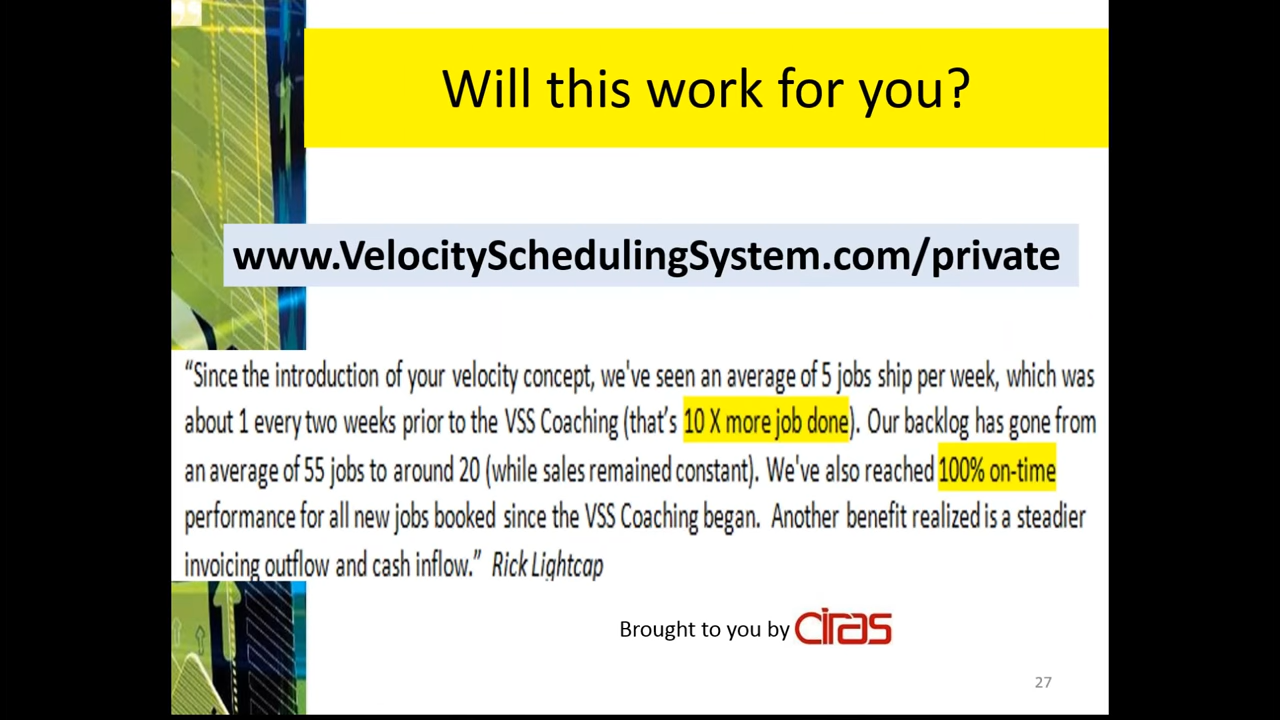 Will this work for you?
www.VelocitySchedulingSystem.com/private
“Since the introduction of your velocity concept, we've seen an average of 5 jobs ship per week, which was
about 1 every two weeks prior to the VSS Coaching (that’s 10 X more job done). Our backlog has gone from
an average of 55 jobs to around 20 (while sales remained constant). We've also reached 100% on-time
performance for all new jobs booked since the VSS Coaching began. Another benefit realized is a steadier
invoicing outflow and cash inflow.” Rick Lightcap
Brought to you by CIRAS
27